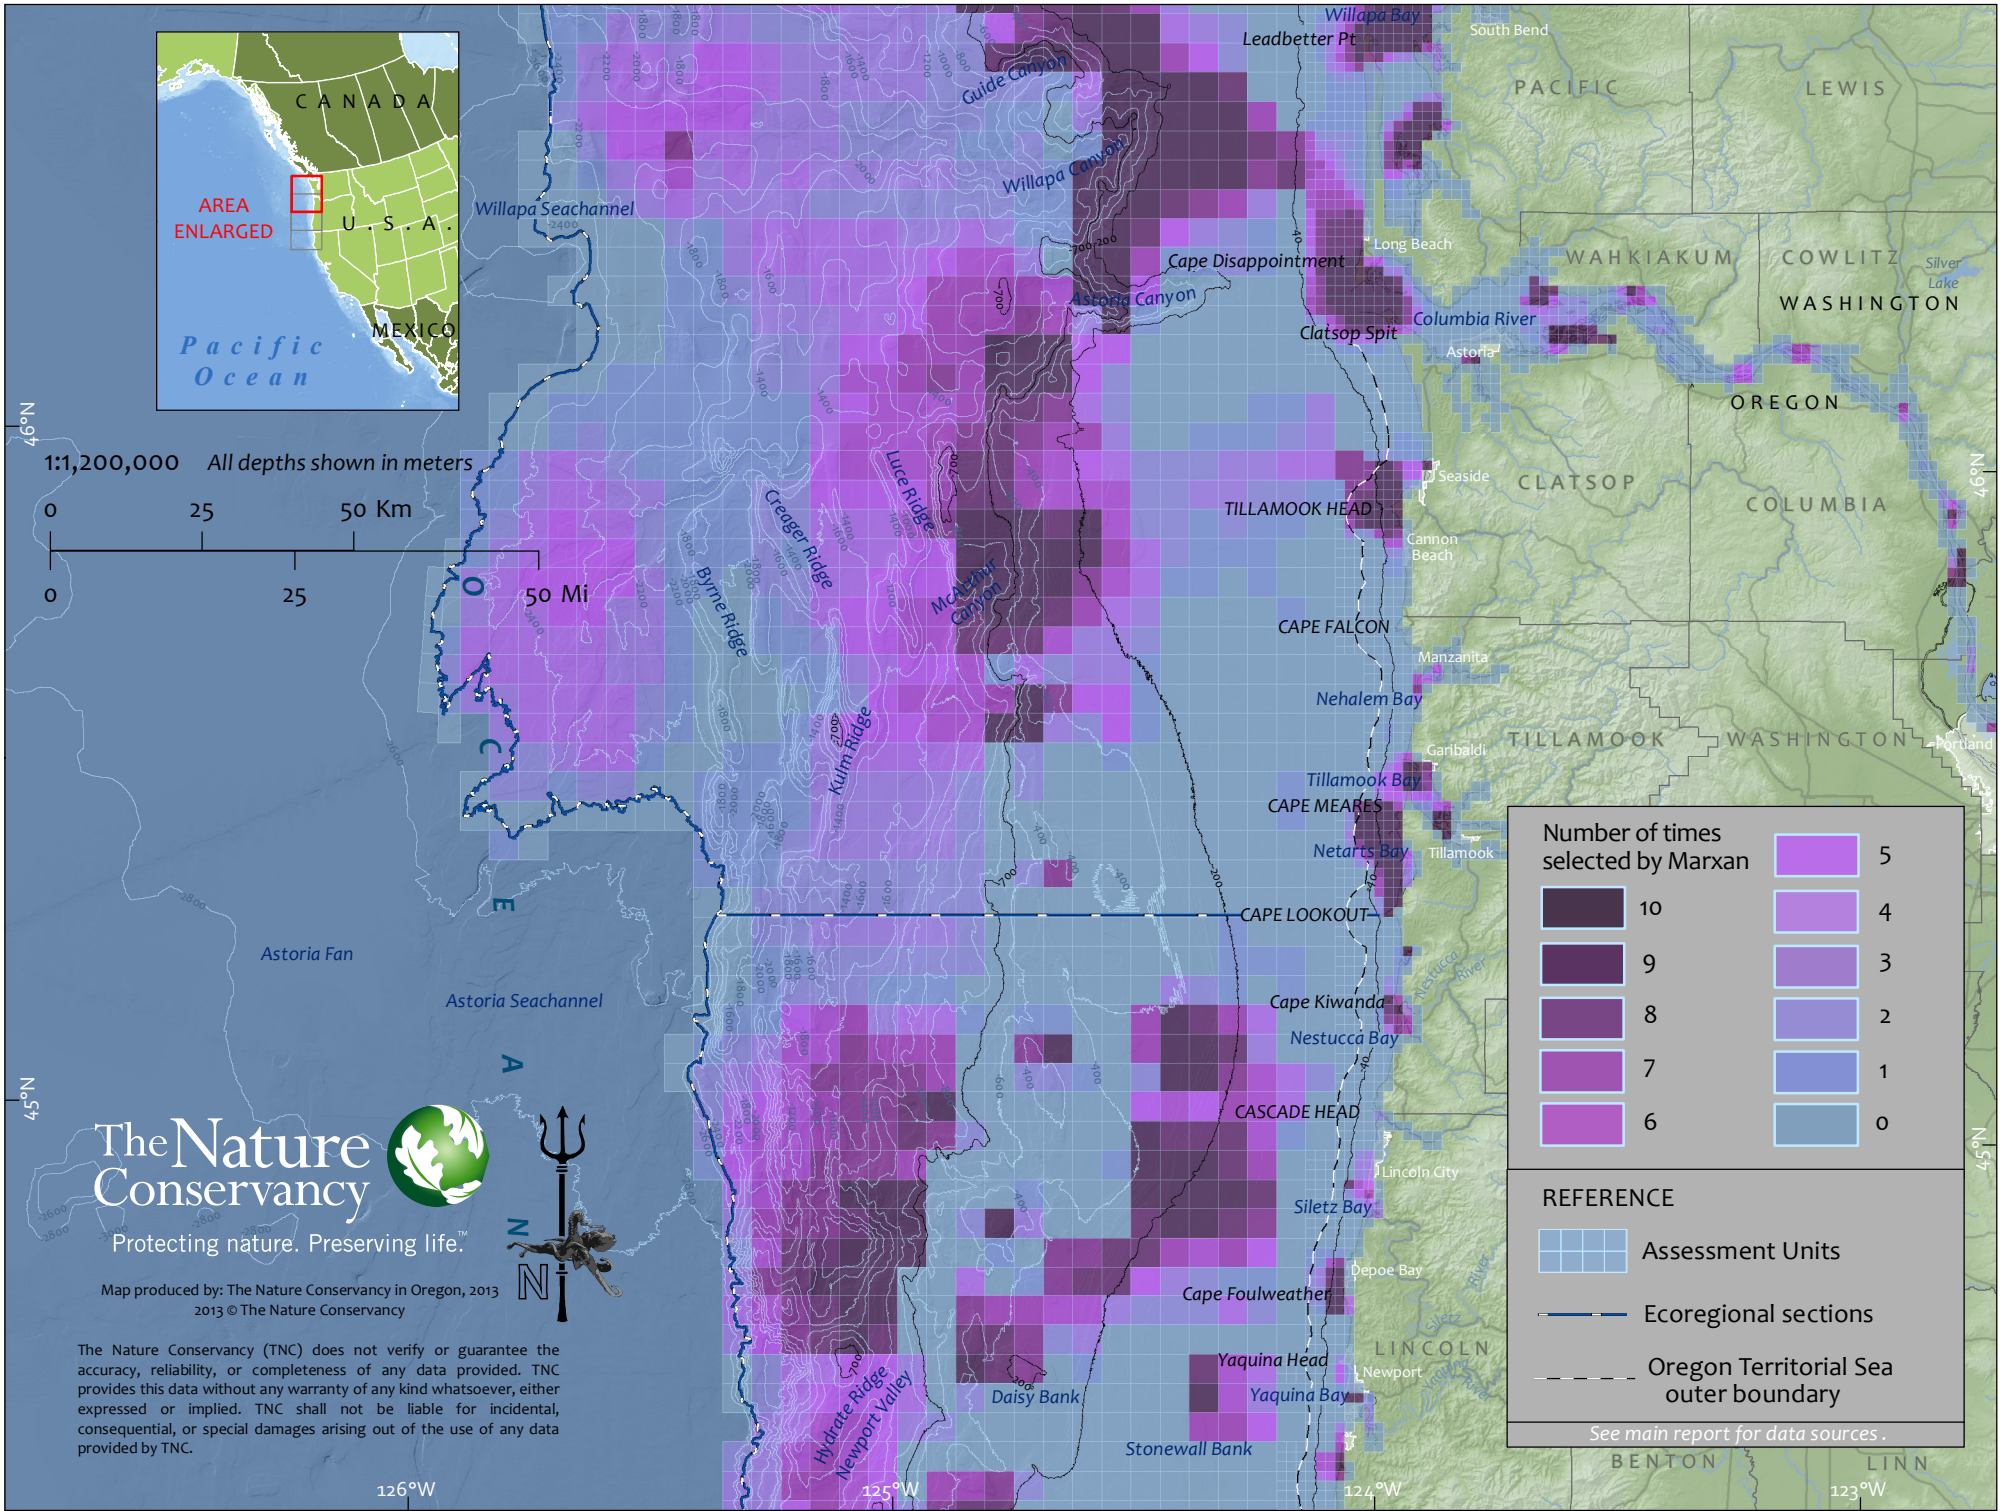 CANADA
AREA
ENLARGED
U.S.A.
MEXICO
Pacific
Ocean
46°N
1:1,200,000 All depths shown in meters
0 25 50 Km
0 25 50 Mi
O
C
E
A
N
Willapa Bay
Leadbetter Pt
South Bend
Guide Canyon
PACIFIC
LEWIS
Willapa Canyon
Willapa Seachannel
Long Beach
WAHKIAKUM
COWLITZ
Silver
Lake
WASHINGTON
Cape Disappointment
Astoria Canyon
Columbia River
Clatsop Spit
Astoria
OREGON
46°N
Luce Ridge
Creager Ridge
Byrne Ridge
McArthur
Canyon
Seaside
CLATSOP
COLUMBIA
TILLAMOOK HEAD
Cannon
Beach
CAPE FALCON
Manzanita
Nehalem Bay
Kulm Ridge
Garibaldi
TILLAMOOK
WASHINGTON
Portland
Tillamook Bay
CAPE MEARES
Netarts Bay
Tillamook
CAPE LOOKOUT
Astoria Fan
Astoria Seachannel
Nestucca
River
Cape Kiwanda
Nestucca Bay
45°N
CASCADE HEAD
Lincoln City
Siletz Bay
Depoe Bay
Cape Foulweather
Siletz
River
LINCOLN
Yaquina Head
Newport
Yaquina Bay
Yaquina
River
Daisy Bank
Hydrate Ridge
Newport Valley
Stonewall Bank
BENTON
LINN
45°N
126°W
125°W
124°W
123°W
Number of times
selected by Marxan
10
9
8
7
6
5
4
3
2
1
0
REFERENCE
Assessment Units
Ecoregional sections
Oregon Territorial Sea
outer boundary
See main report for data sources .
The Nature
Conservancy
Protecting nature. Preserving life.™
N
Map produced by: The Nature Conservancy in Oregon, 2013
2013 © The Nature Conservancy
The Nature Conservancy (TNC) does not verify or guarantee the
accuracy, reliability, or completeness of any data provided. TNC
provides this data without any warranty of any kind whatsoever, either
expressed or implied. TNC shall not be liable for incidental,
consequential, or special damages arising out of the use of any data
provided by TNC.